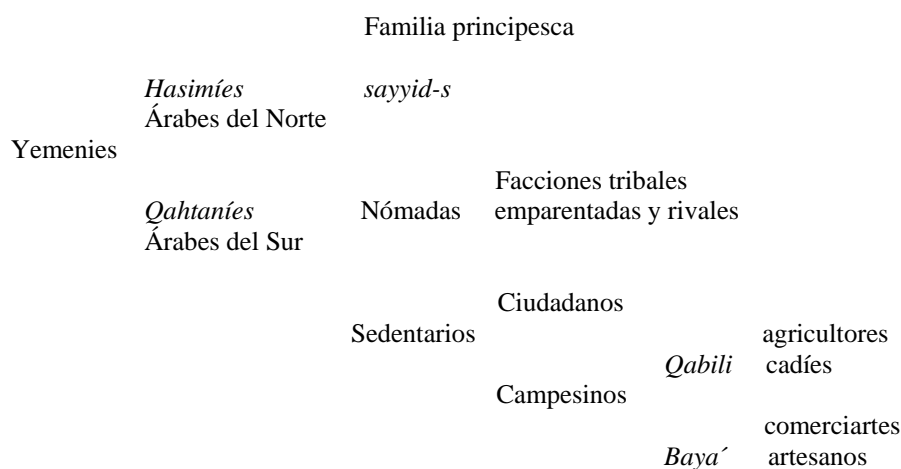 Familia principesca
Hasimíes sayyid-s
Árabes del Norte
Yemenies
Facciones tribales
Qahtaníes Nómadas emparentadas y rivales
Árabes del Sur
Ciudadanos
Sedentarios agricultores
Qabili cadíes
Campesinos
comerciartes
Baya´ artesanos